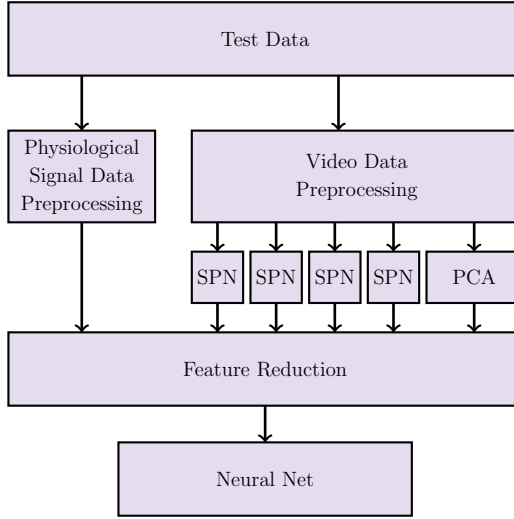 Test Data
Physiological
Signal Data
Preprocessing
Video Data
Preprocessing
SPN
SPN
SPN
SPN
PCA
Feature Reduction
Neural Net